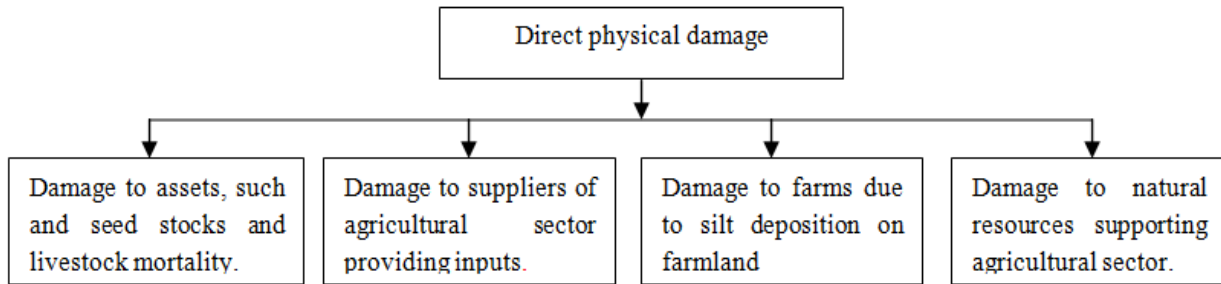 Direct physical damage
Damage to assets, such
and seed stocks and
livestock mortality.
Damage to suppliers of
agricultural sector
providing inputs.
Damage to farms due
to silt deposition on
farmland
Damage to natural
resources supporting
agricultural sector.